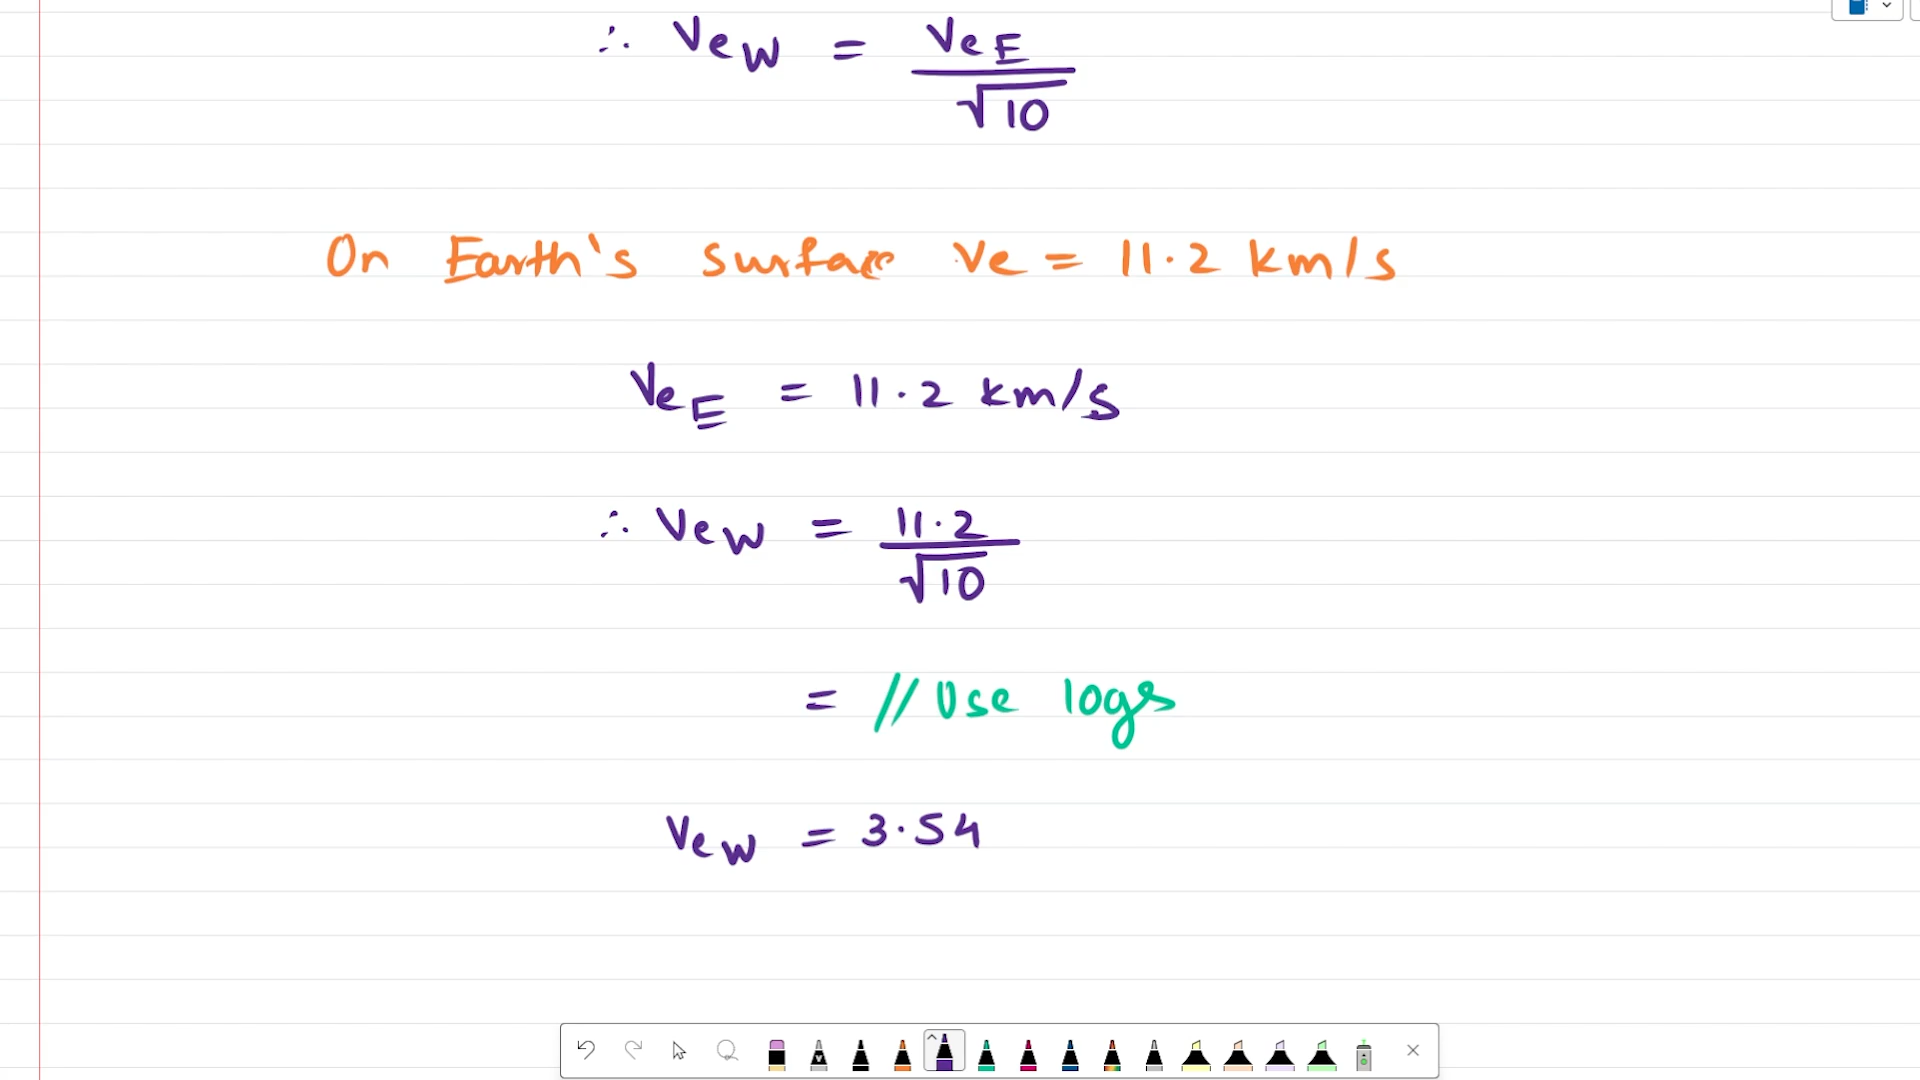 ∴ VeW = VeE / √10
On Earth's surface Ve = 11.2 km/s
VeE = 11.2 km/s
∴ VeW = 11.2 / √10
= // Use logs
VeW = 3.54